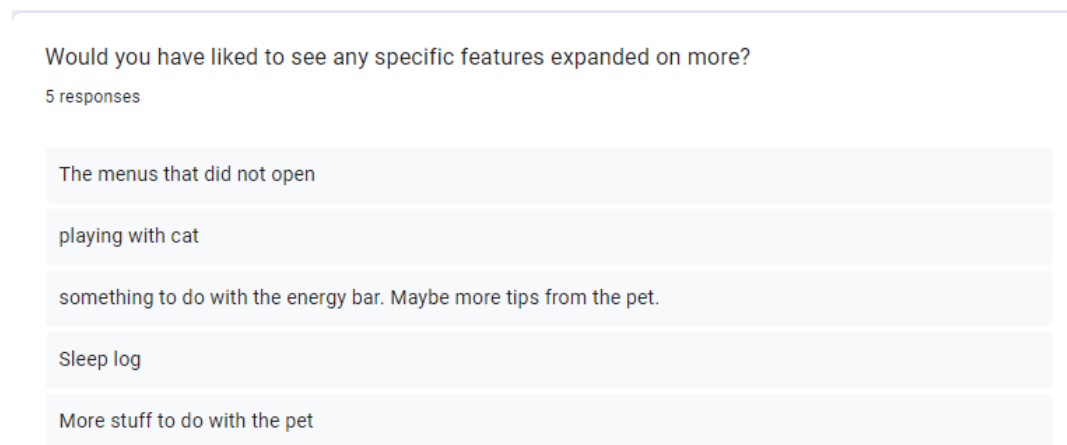 Would you have liked to see any specific features expanded on more?
5 responses
The menus that did not open
playing with cat
something to do with the energy bar. Maybe more tips from the pet.
Sleep log
More stuff to do with the pet